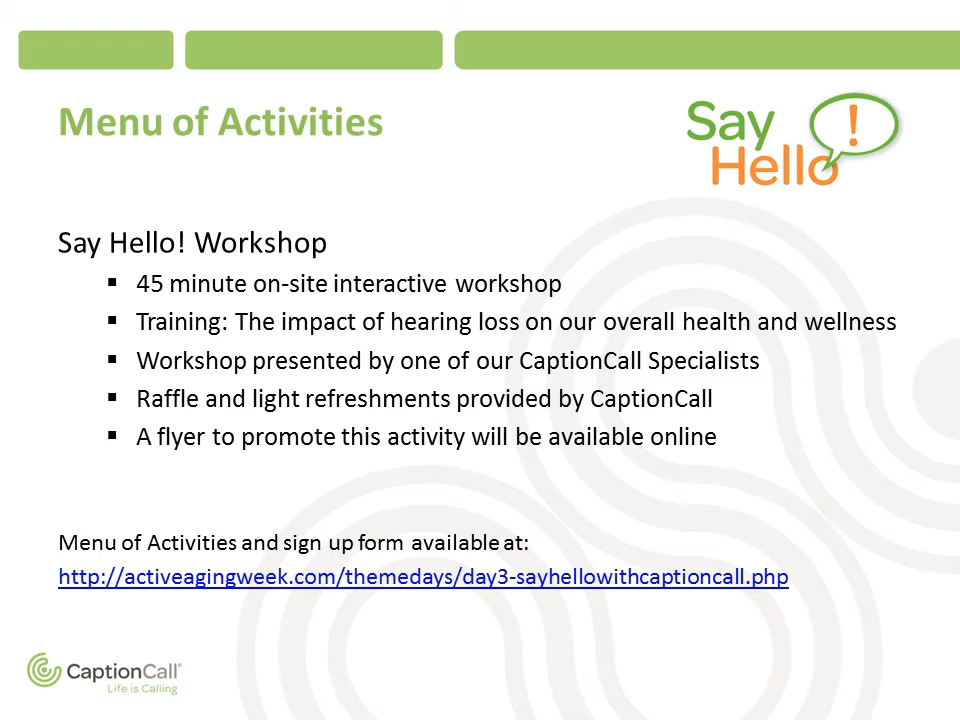 Menu of Activities
Say
Hello
!
Say Hello! Workshop
▪ 45 minute on-site interactive workshop
▪ Training: The impact of hearing loss on our overall health and wellness
▪ Workshop presented by one of our CaptionCall Specialists
▪ Raffle and light refreshments provided by CaptionCall
▪ A flyer to promote this activity will be available online
Menu of Activities and sign up form available at:
http://activeagingweek.com/themedays/day3-sayhellowithcaptioncall.php
CaptionCall®
Life is Calling